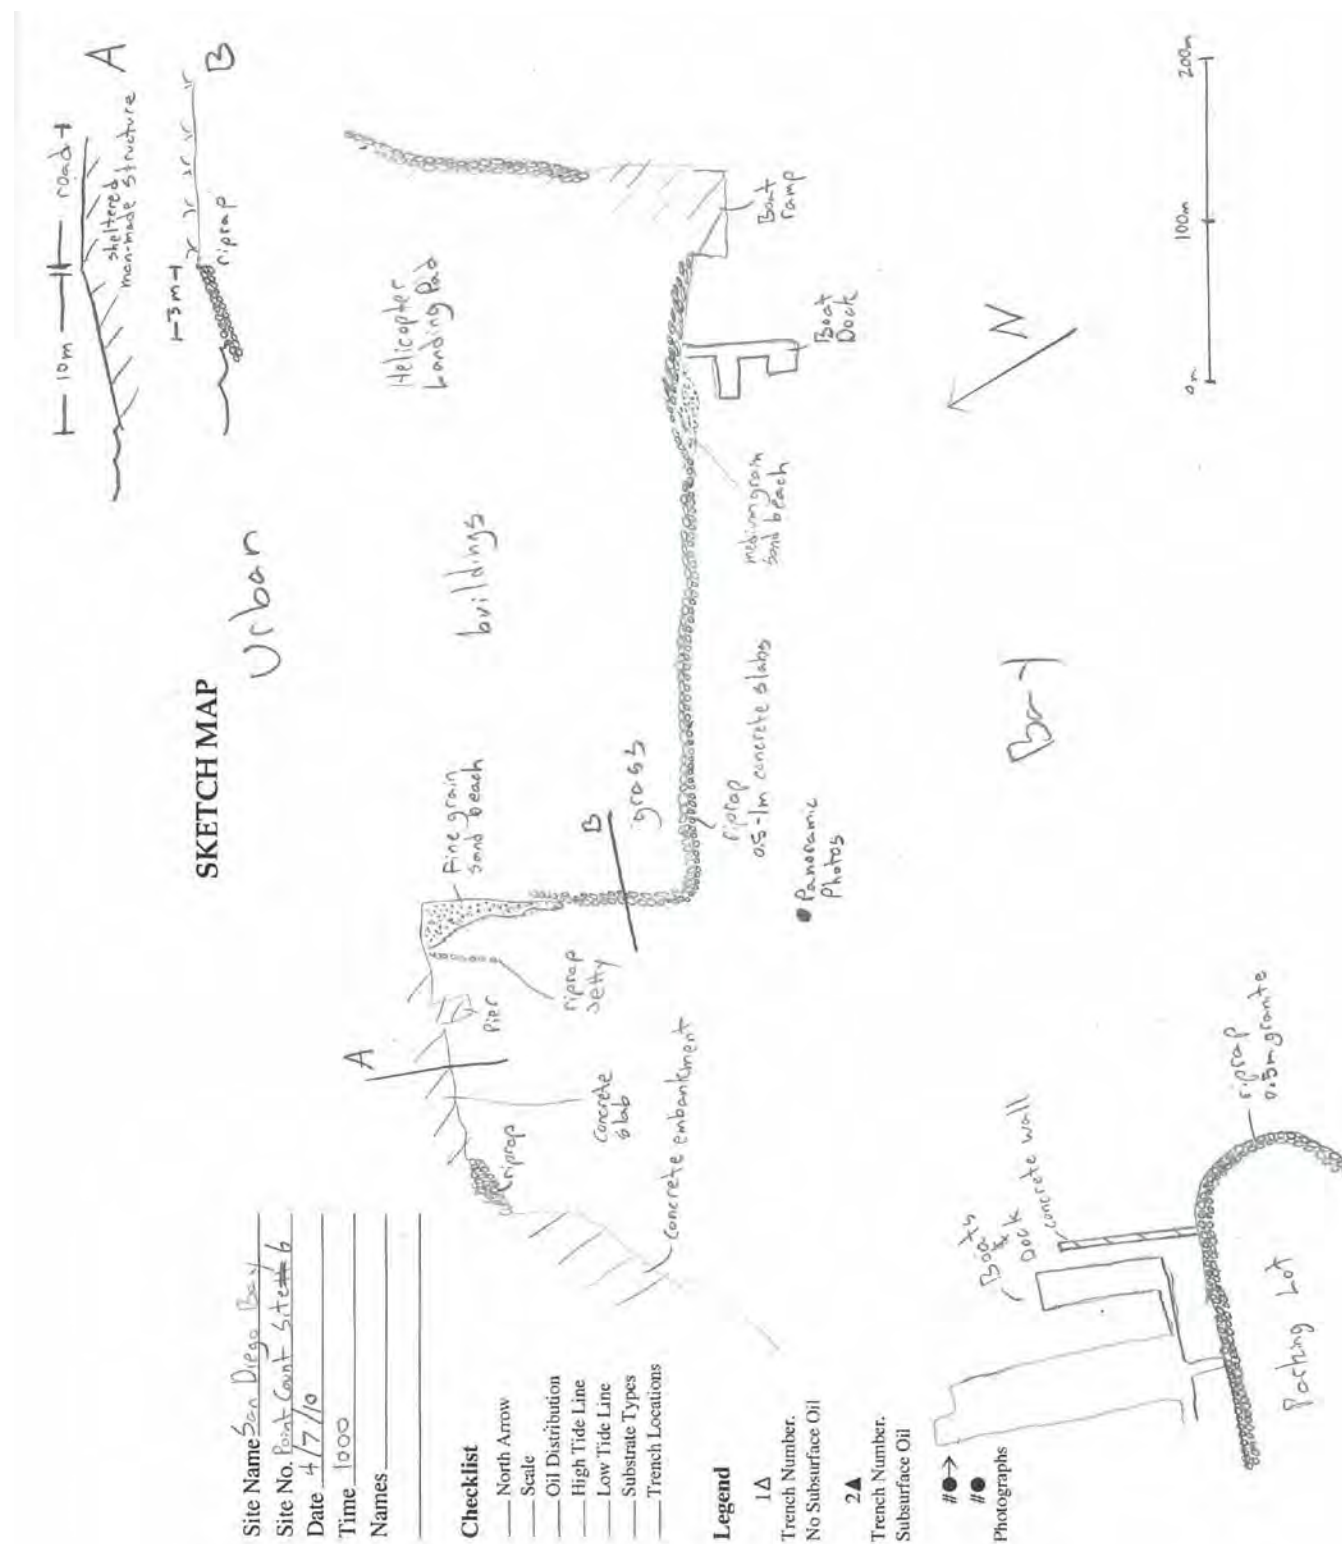 SKETCH MAP
Site Name San Diego Bay
Site No. Point Count Site 6
Date 4/7/10
Time 1000
Names
Checklist
North Arrow
Scale
Oil Distribution
High Tide Line
Low Tide Line
Substrate Types
Trench Locations
Legend
1△
Trench Number.
No Subsurface Oil
2▲
Trench Number.
Subsurface Oil
#●→
#●
Photographs
10m
road
sheltered
man-made structure
A
3m
riprap
B
Urban
Helicopter
Landing Pad
buildings
Fine grain
sand beach
grass
B
A
Pier
riprap
Jetty
Concrete
slab
riprap
Concrete embankment
riprap
0.5-1m concrete slabs
medium grain
sand beach
Boat
Dock
Boat
ramp
Panoramic
Photos
Bay
N
0m
100m
200m
Dock
concrete wall
riprap
0.5m granite
Parking Lot